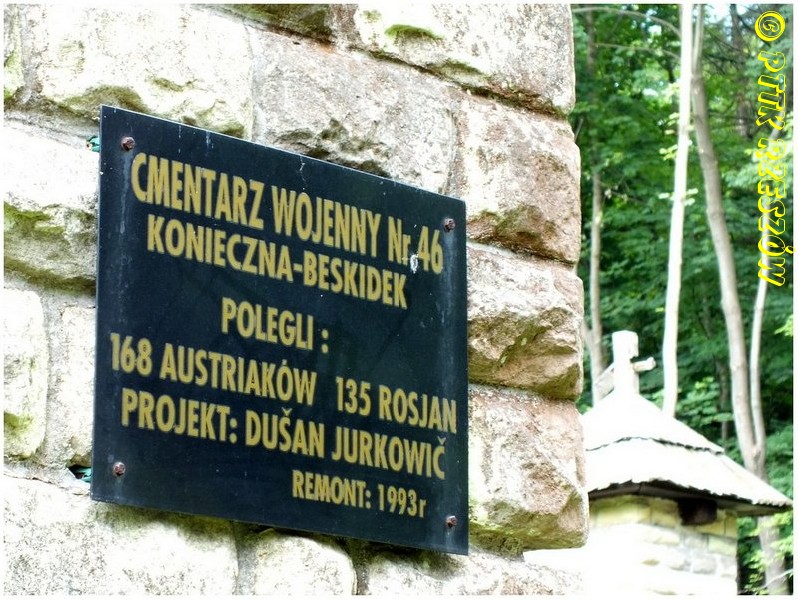 CMENTARZ WOJENNY Nr 46
KONIECZNA-BESKIDEK
POLEGLI :
168 AUSTRIAKÓW 135 ROSJAN
PROJEKT: DUŠAN JURKOWIČ
REMONT: 1993r
© PTTK RZESZÓW